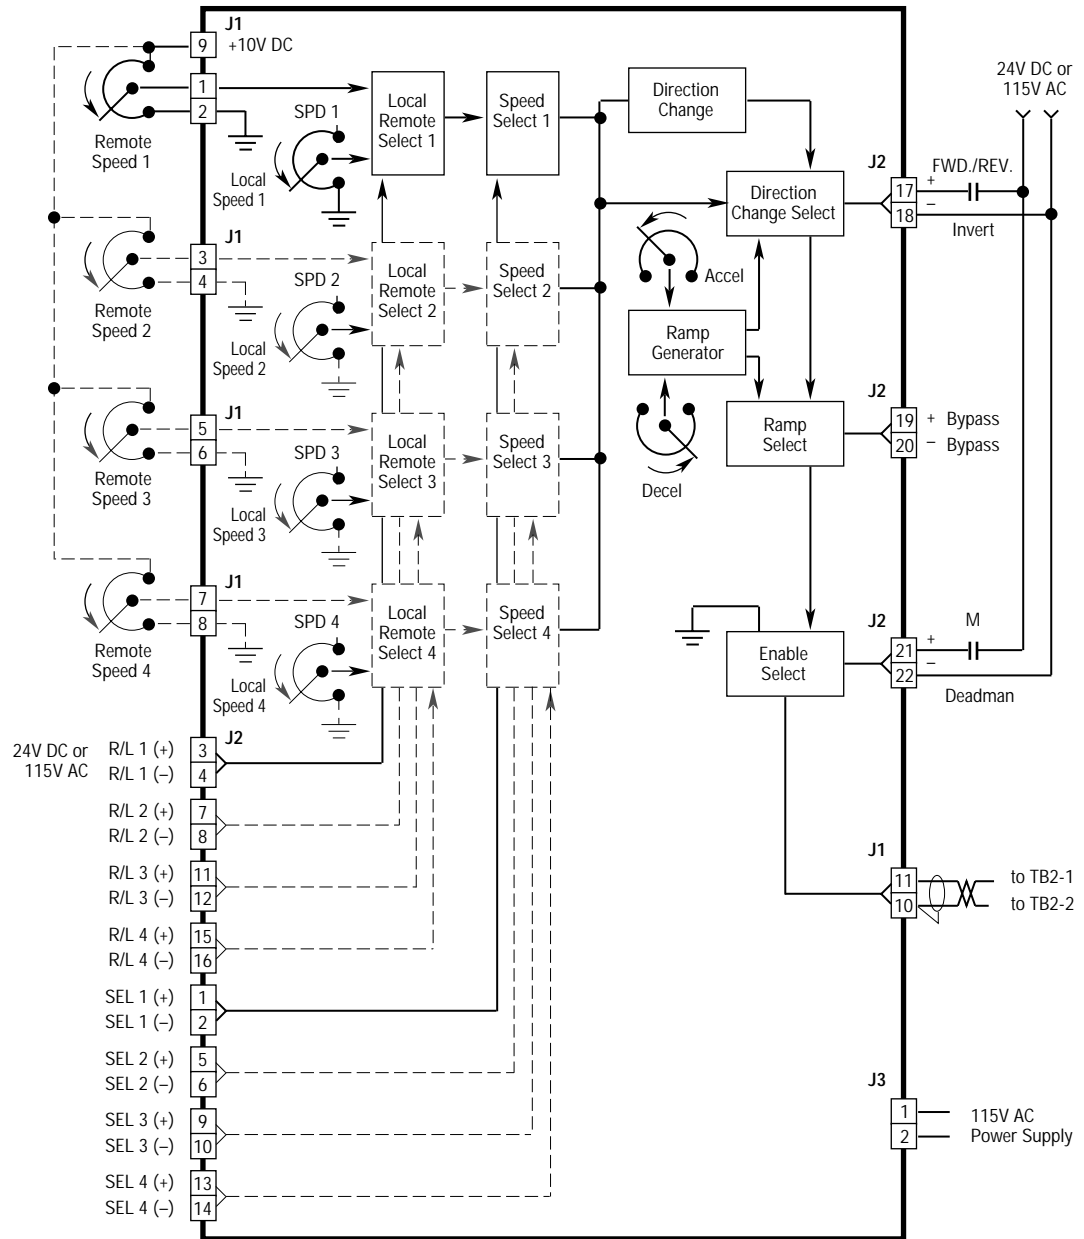 J1
9 +10V DC
1
2
Remote
Speed 1
SPD 1
Local
Speed 1
Local
Remote
Select 1
Speed
Select 1
Direction
Change
24V DC or
115V AC
J2
FWD./REV.
17 +
18 –
Invert
Direction
Change Select
J1
3
4
Remote
Speed 2
SPD 2
Local
Speed 2
Local
Remote
Select 2
Speed
Select 2
Accel
Ramp
Generator
Decel
J1
5
6
Remote
Speed 3
SPD 3
Local
Speed 3
Local
Remote
Select 3
Speed
Select 3
Ramp
Select
J2
19 + Bypass
20 – Bypass
J1
7
8
Remote
Speed 4
SPD 4
Local
Speed 4
Local
Remote
Select 4
Speed
Select 4
Enable
Select
J2
M
21 +
22 –
Deadman
24V DC or
115V AC
J2
R/L 1 (+) 3
R/L 1 (–) 4
R/L 2 (+) 7
R/L 2 (–) 8
R/L 3 (+) 11
R/L 3 (–) 12
R/L 4 (+) 15
R/L 4 (–) 16
SEL 1 (+) 1
SEL 1 (–) 2
SEL 2 (+) 5
SEL 2 (–) 6
SEL 3 (+) 9
SEL 3 (–) 10
SEL 4 (+) 13
SEL 4 (–) 14
J1
11 to TB2-1
10 to TB2-2
J3
1 115V AC
2 Power Supply